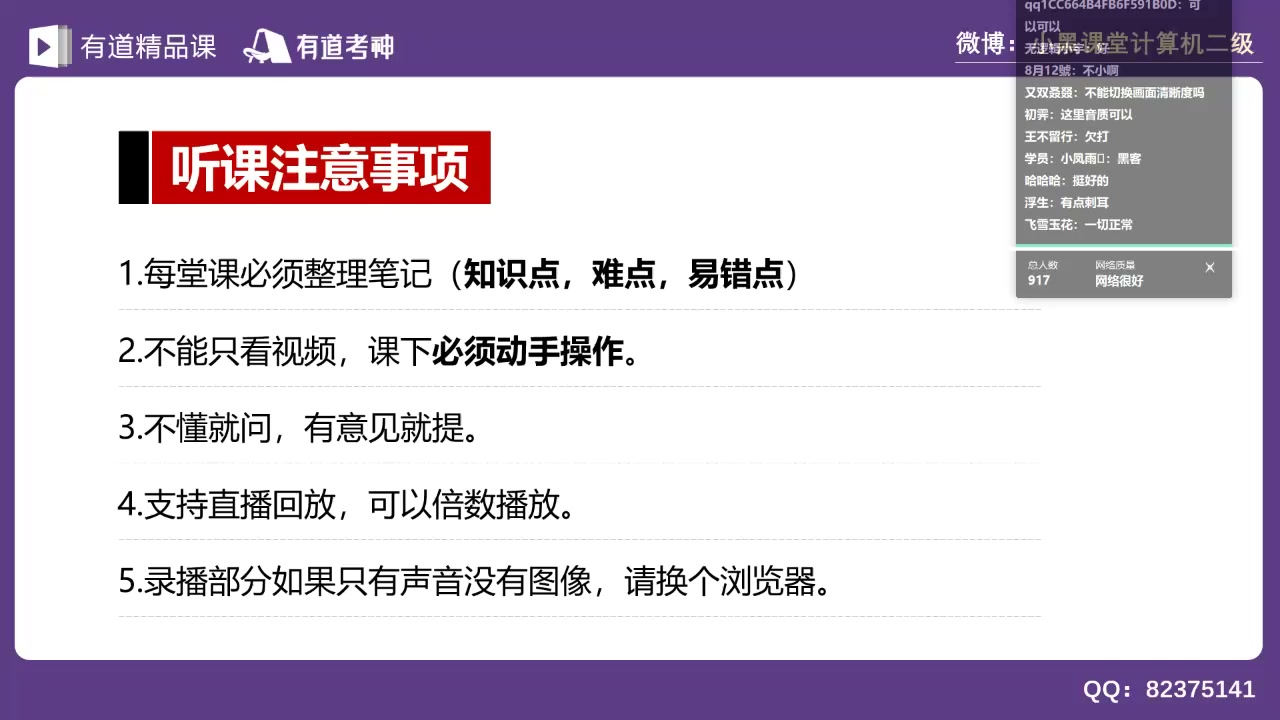 有道精品课
有道考神
微博：小黑课堂计算机二级
qq1CC664B4FB6F591B0D：可
以可以
8月12號：不小啊
又双叒叕：不能切换画面清晰度吗
初霁：这里音质可以
王不留行：欠打
学员：小凤雨：黑客
哈哈哈：挺好的
浮生：有点刺耳
飞雪玉花：一切正常
总人数
917
网络质量
网络很好
听课注意事项
1.每堂课必须整理笔记（知识点，难点，易错点）
2.不能只看视频，课下必须动手操作。
3.不懂就问，有意见就提。
4.支持直播回放，可以倍数播放。
5.录播部分如果只有声音没有图像，请换个浏览器。
QQ：82375141